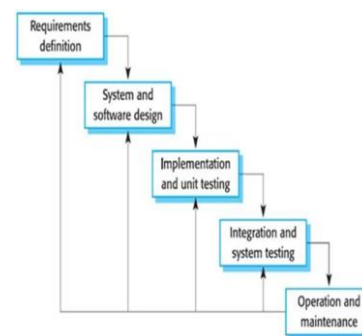 Requirements
definition
System and
software design
Implementation
and unit testing
Integration and
system testing
Operation and
maintenance